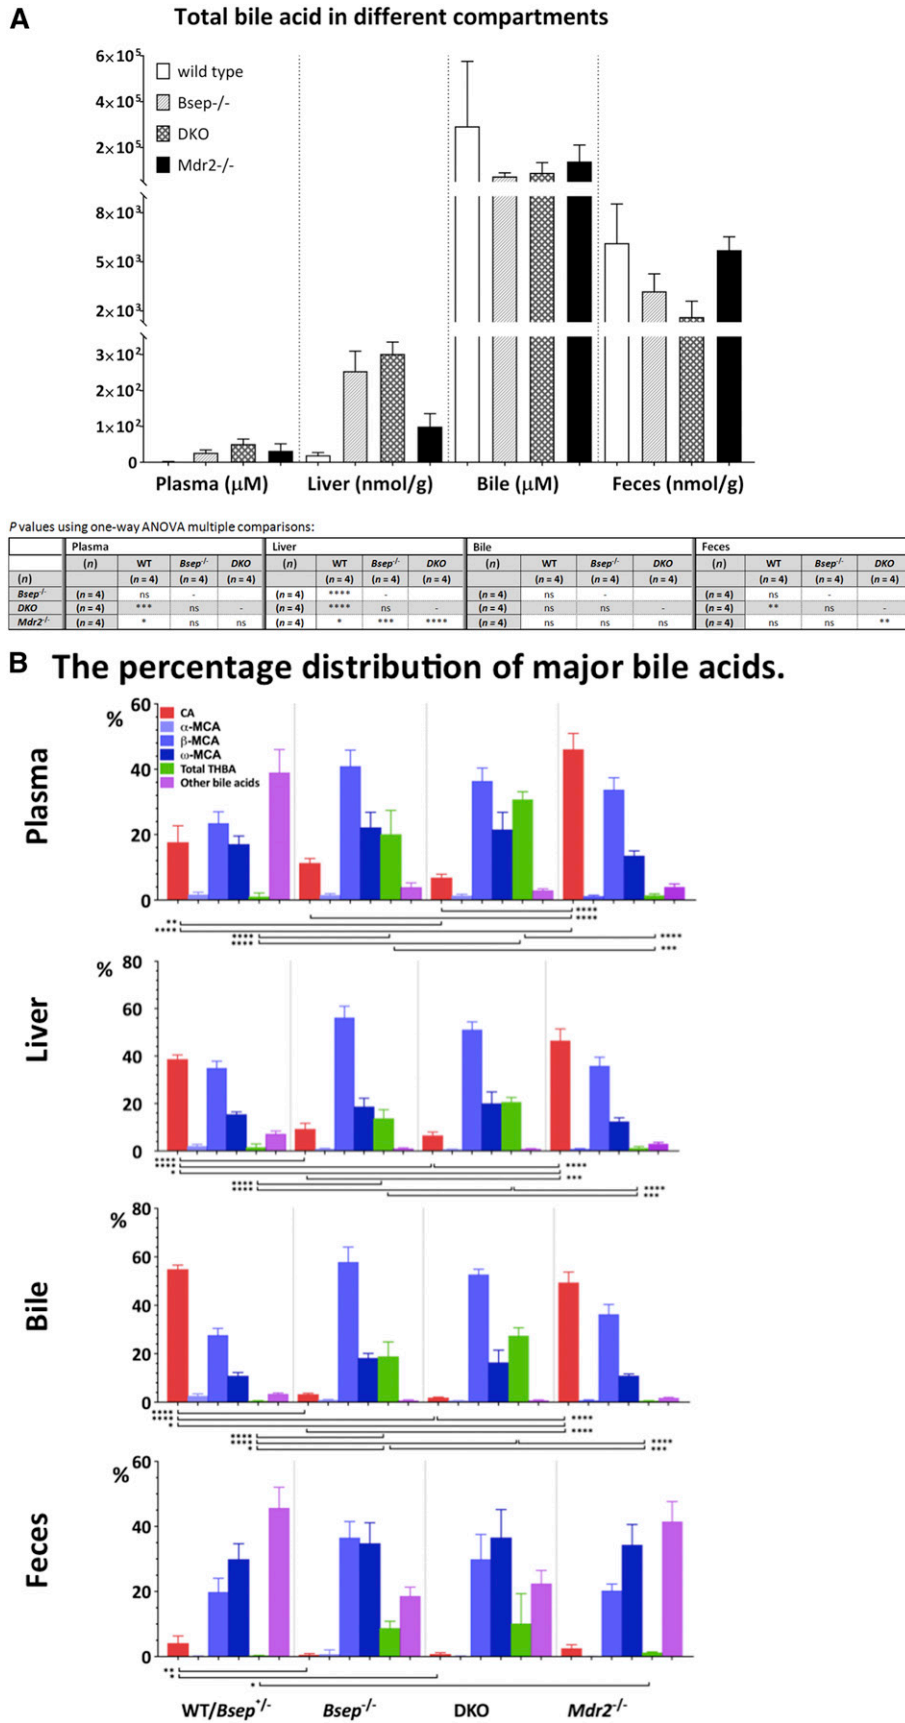 A Total bile acid in different compartments
6×10⁵
4×10⁵
2×10⁵
8×10³
5×10³
2×10³
3×10²
2×10²
1×10²
0
wild type
Bsep-/-
DKO
Mdr2-/-
Plasma (μM) Liver (nmol/g) Bile (μM) Feces (nmol/g)
P values using one-way ANOVA multiple comparisons:
Plasma Liver Bile Feces
(n) WT Bsep⁻/⁻ DKO (n) WT Bsep⁻/⁻ DKO (n) WT Bsep⁻/⁻ DKO (n) WT Bsep⁻/⁻ DKO
(n) (n = 4) (n = 4) (n = 4) (n = 4) (n = 4) (n = 4) (n = 4) (n = 4) (n = 4) (n = 4) (n = 4) (n = 4)
Bsep⁻/⁻ (n = 4) ns - (n = 4) **** - (n = 4) ns - (n = 4) ns -
DKO (n = 4) *** ns - (n = 4) **** ns - (n = 4) ns ns - (n = 4) ** ns -
Mdr2⁻/⁻ (n = 4) * ns ns (n = 4) * *** **** (n = 4) ns ns ns (n = 4) ns ns **
B The percentage distribution of major bile acids.
Plasma
%
60
40
20
0
CA
α-MCA
β-MCA
ω-MCA
Total THBA
Other bile acids
** ****
**** ****
**** ****
**** ***
Liver
%
80
60
40
20
0
****
**** ****
* ***
**** ****
**** ***
Bile
%
80
60
40
20
0
****
**** ****
* ****
**** ****
**** ***
*
Feces
%
60
40
20
0
**
*
*
WT/Bsep⁺/⁻ Bsep⁻/⁻ DKO Mdr2⁻/⁻